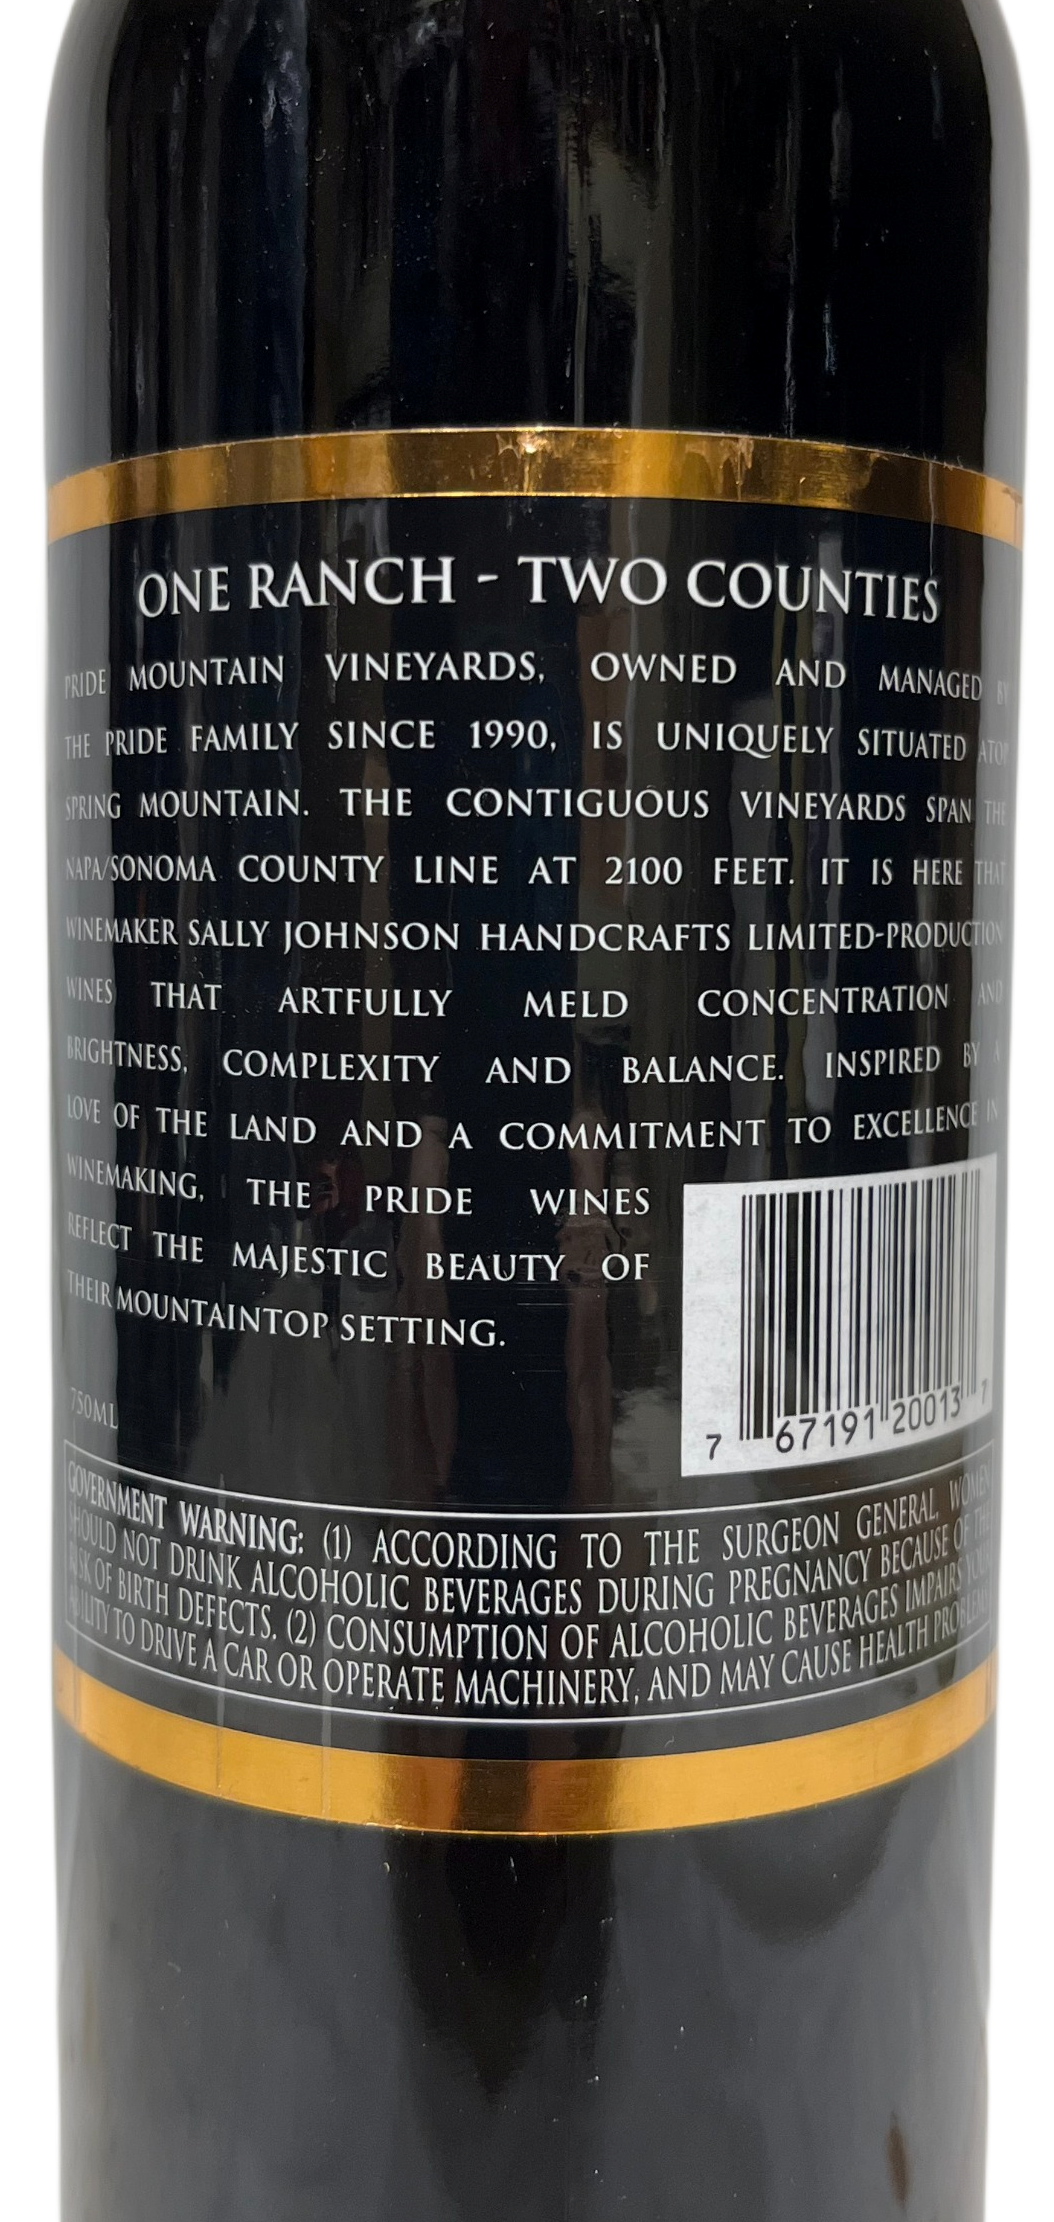 ONE RANCH - TWO COUNTIES
PRIDE MOUNTAIN VINEYARDS, OWNED AND MANAGED BY
THE PRIDE FAMILY SINCE 1990, IS UNIQUELY SITUATED ATOP
SPRING MOUNTAIN. THE CONTIGUOUS VINEYARDS SPAN THE
NAPA/SONOMA COUNTY LINE AT 2100 FEET. IT IS HERE THAT
WINEMAKER SALLY JOHNSON HANDCRAFTS LIMITED-PRODUCTION
WINES THAT ARTFULLY MELD CONCENTRATION AND
BRIGHTNESS, COMPLEXITY AND BALANCE. INSPIRED BY A
LOVE OF THE LAND AND A COMMITMENT TO EXCELLENCE IN
WINEMAKING, THE PRIDE WINES
REFLECT THE MAJESTIC BEAUTY OF
THEIR MOUNTAINTOP SETTING.
7 67191 20013 7
750ML
GOVERNMENT WARNING: (1) ACCORDING TO THE SURGEON GENERAL, WOMEN
SHOULD NOT DRINK ALCOHOLIC BEVERAGES DURING PREGNANCY BECAUSE OF THE
RISK OF BIRTH DEFECTS. (2) CONSUMPTION OF ALCOHOLIC BEVERAGES IMPAIRS YOUR
ABILITY TO DRIVE A CAR OR OPERATE MACHINERY, AND MAY CAUSE HEALTH PROBLEMS